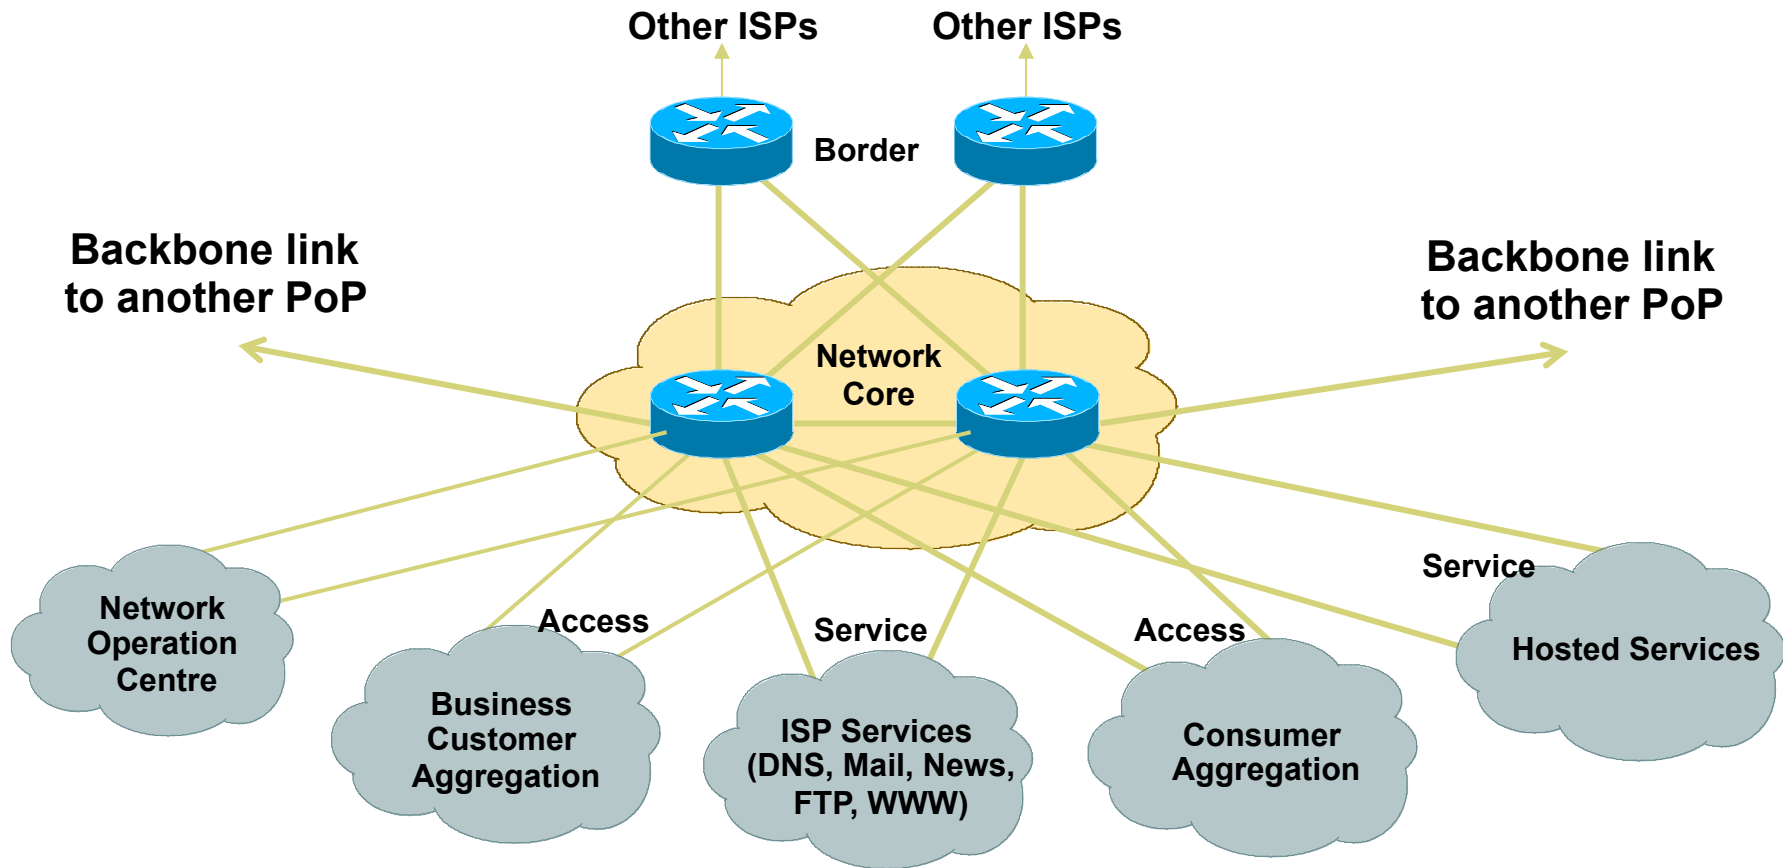 Other ISPs
Other ISPs
Border
Backbone link
to another PoP
Backbone link
to another PoP
Network
Core
Network
Operation
Centre
Access
Business
Customer
Aggregation
Service
ISP Services
(DNS, Mail, News,
FTP, WWW)
Access
Consumer
Aggregation
Service
Hosted Services